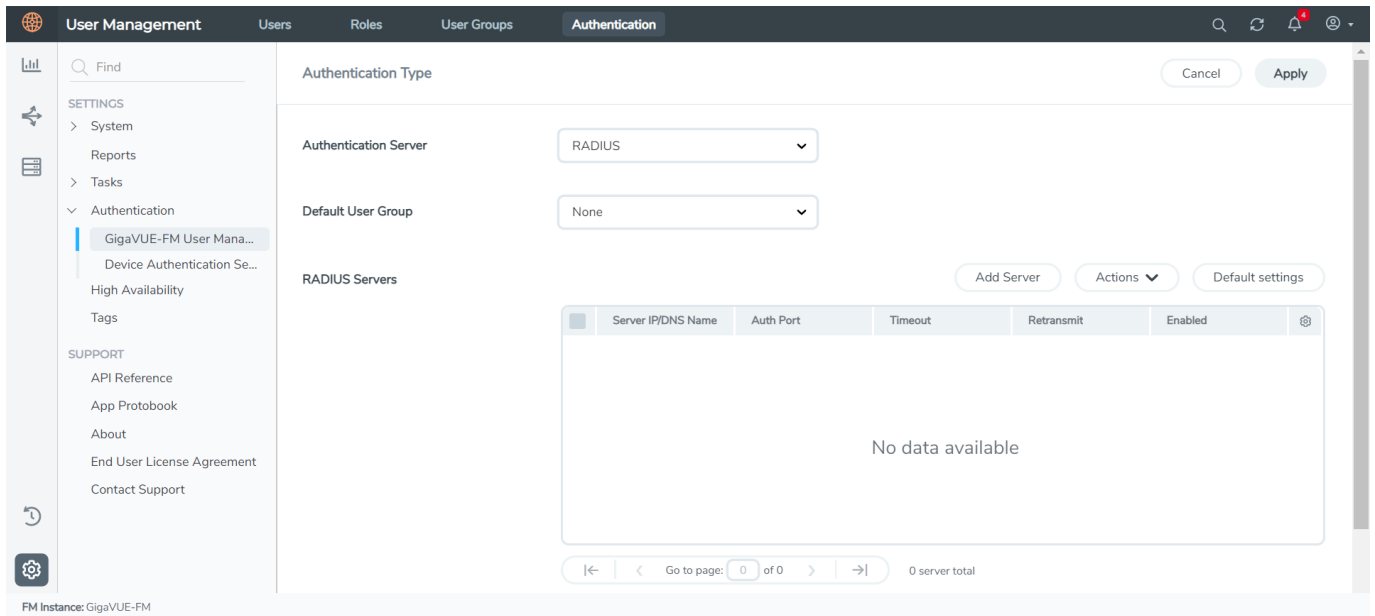 User Management
Users
Roles
User Groups
Authentication
4
Find
SETTINGS
System
Reports
Tasks
Authentication
GigaVUE-FM User Mana...
Device Authentication Se...
High Availability
Tags
SUPPORT
API Reference
App Protobook
About
End User License Agreement
Contact Support
Authentication Type
Cancel
Apply
Authentication Server
RADIUS
Default User Group
None
RADIUS Servers
Add Server
Actions
Default settings
Server IP/DNS Name
Auth Port
Timeout
Retransmit
Enabled
No data available
Go to page: 0 of 0
0 server total
FM Instance: GigaVUE-FM